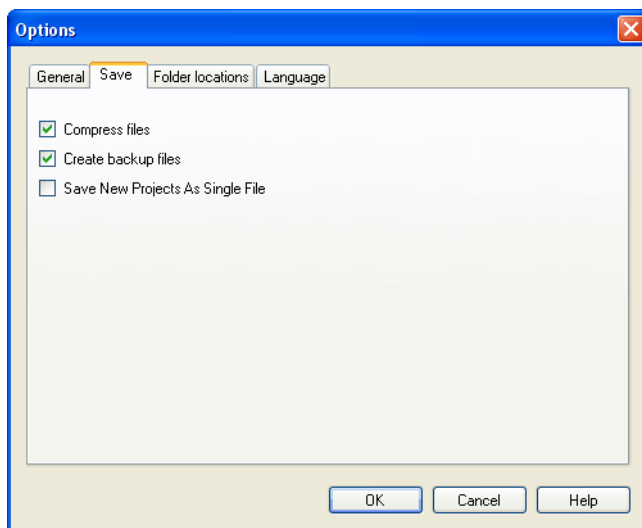 Options
General Save Folder locations Language
Compress files
Create backup files
Save New Projects As Single File
OK Cancel Help